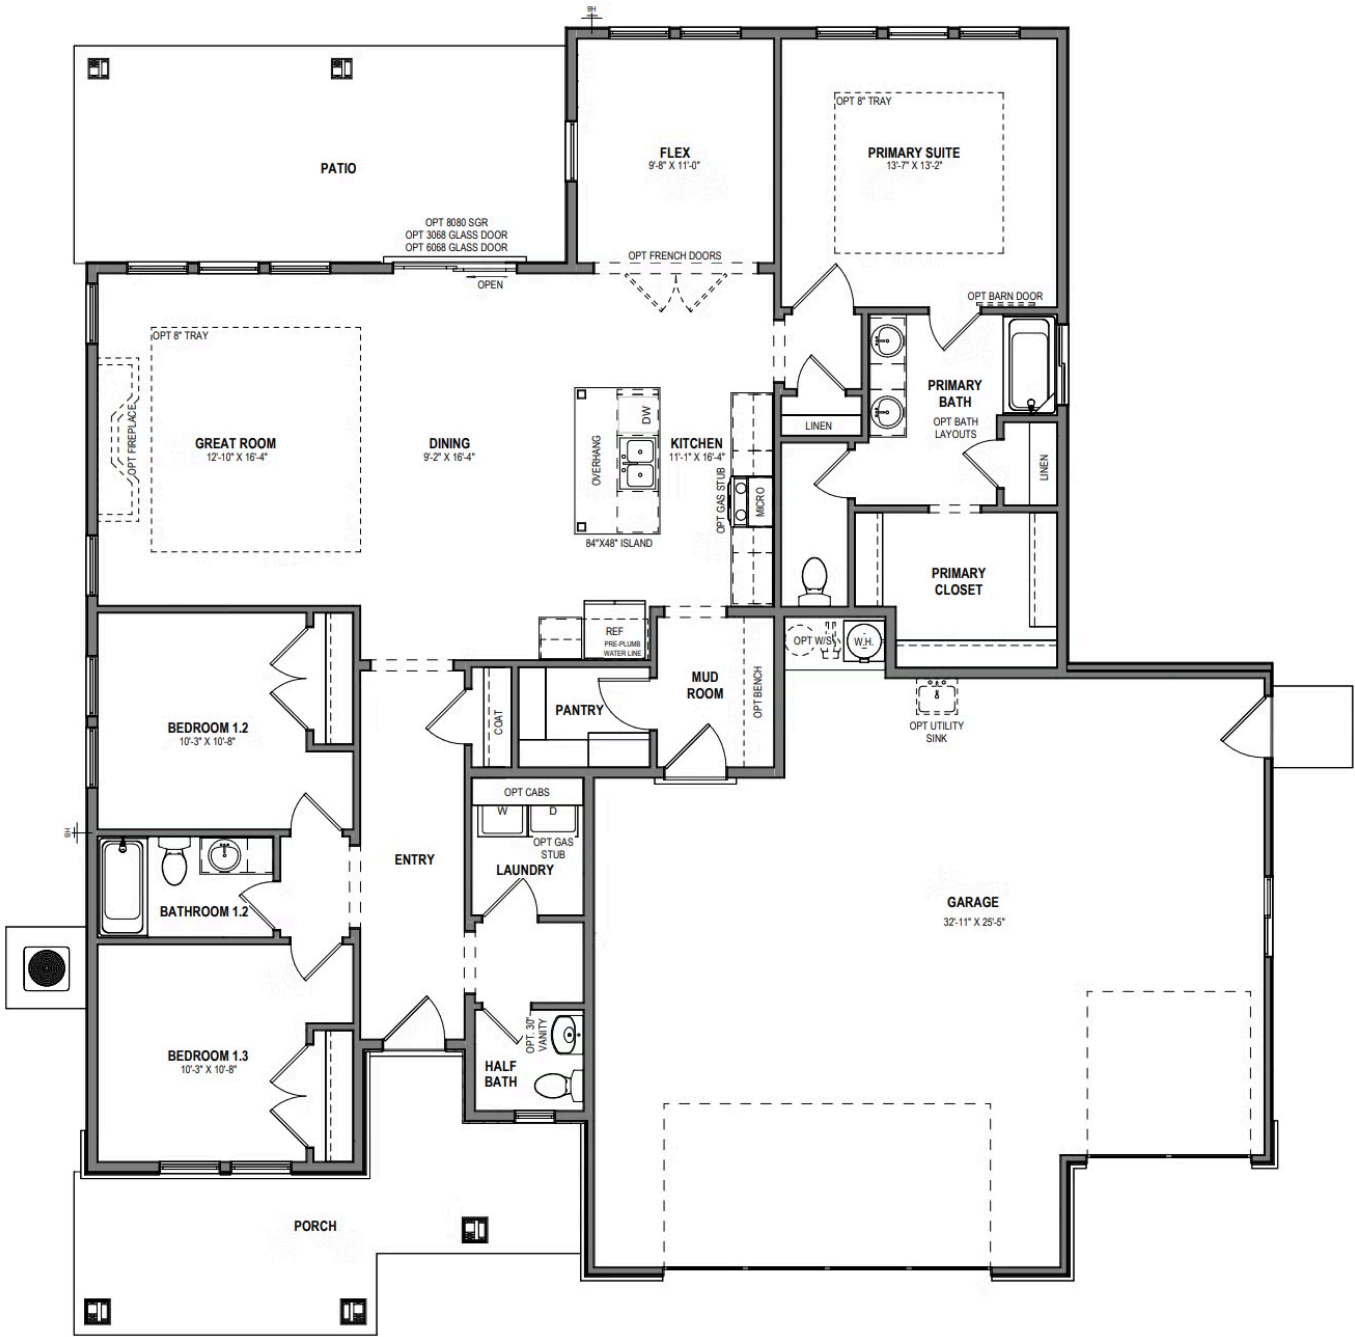 HB
OPT 8" TRAY
FLEX
9'-8" X 11'-0"
PRIMARY SUITE
13'-7" X 13'-2"
PATIO
OPT 8080 SGR
OPT 3068 GLASS DOOR
OPT 6068 GLASS DOOR
OPEN
OPT FRENCH DOORS
OPT BARN DOOR
OPT 8" TRAY
OPT FIREPLACE
GREAT ROOM
12'-10" X 16'-4"
DINING
9'-2" X 16'-4"
OVERHANG
DW
KITCHEN
11'-1" X 16'-4"
OPT GAS STUB
MICRO
84"X48" ISLAND
LINEN
PRIMARY
BATH
OPT BATH
LAYOUTS
LINEN
PRIMARY
CLOSET
REF
PRE-PLUMB
WATER LINE
OPT W/S
W.H.
MUD
ROOM
OPT BENCH
PANTRY
COAT
OPT UTILITY
SINK
BEDROOM 1.2
10'-3" X 10'-8"
HB
OPT CABS
W
D
OPT GAS
STUB
LAUNDRY
ENTRY
BATHROOM 1.2
GARAGE
32'-11" X 25'-5"
BEDROOM 1.3
10'-3" X 10'-8"
OPT. 30"
VANITY
HALF
BATH
PORCH